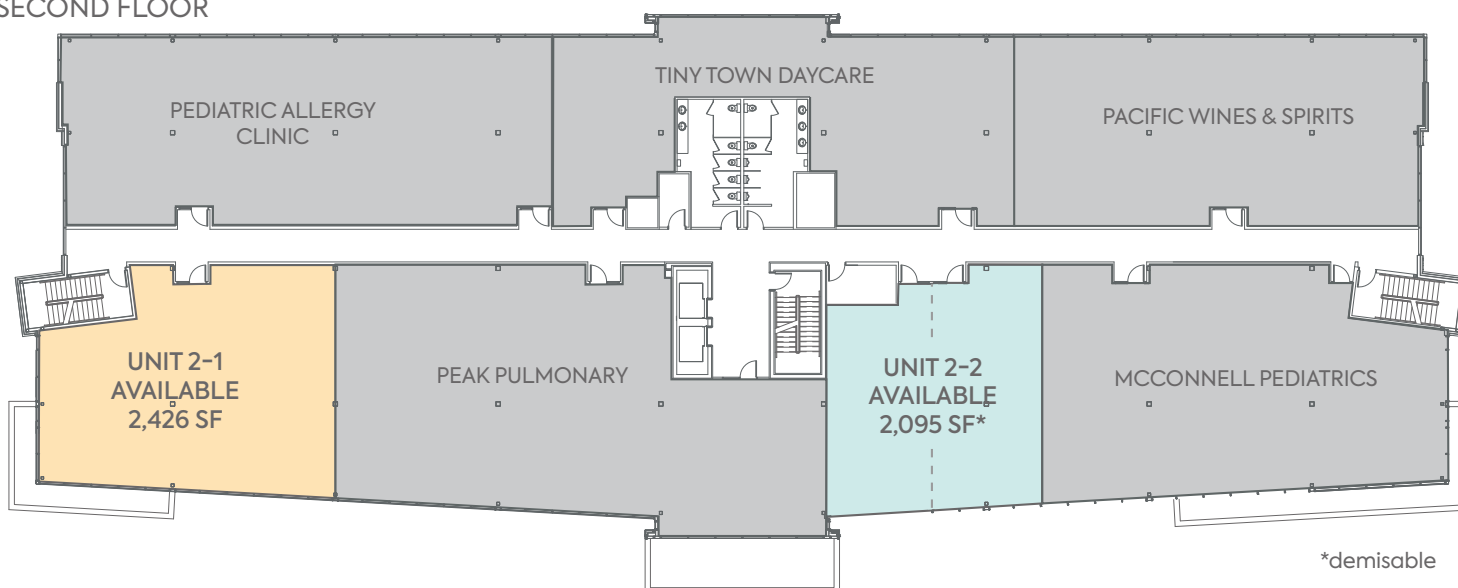 SECOND FLOOR
TINY TOWN DAYCARE
PEDIATRIC ALLERGY
CLINIC
PACIFIC WINES & SPIRITS
UNIT 2-1
AVAILABLE
2,426 SF
PEAK PULMONARY
UNIT 2-2
AVAILABLE
2,095 SF*
MCCONNELL PEDIATRICS
*demisable